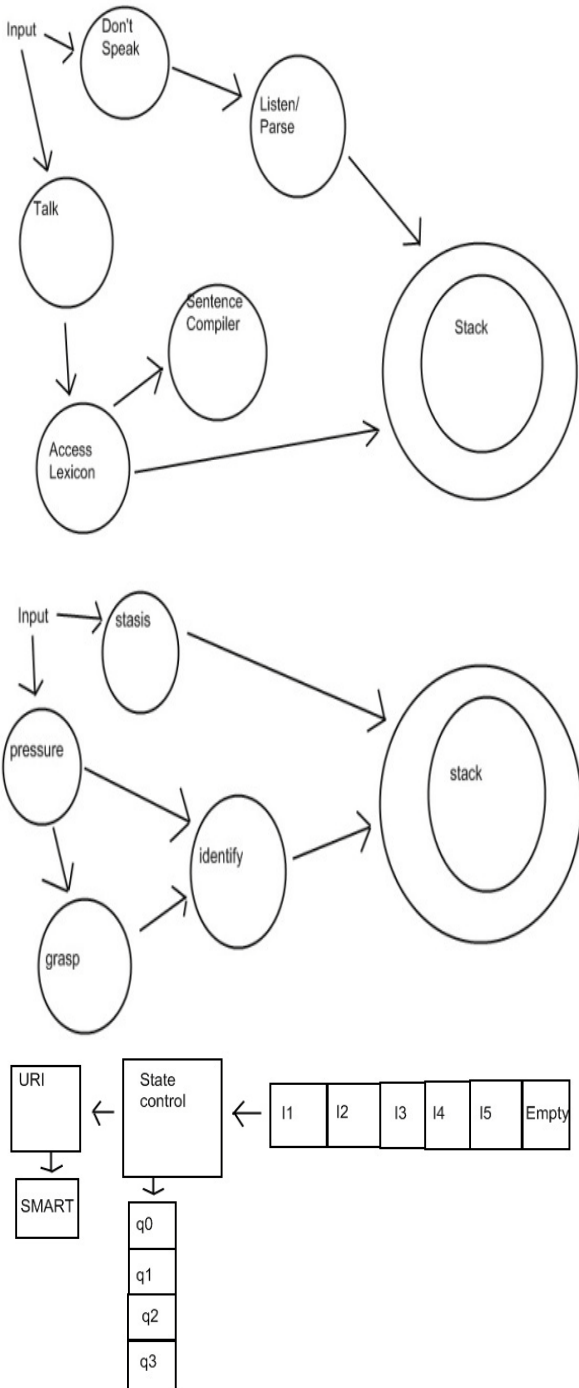 Input
Don't
Speak
Listen/
Parse
Talk
Sentence
Compiler
Stack
Access
Lexicon
Input
stasis
pressure
stack
identify
grasp
URI
State
control
I1 I2 I3 I4 I5 Empty
SMART
q0
q1
q2
q3